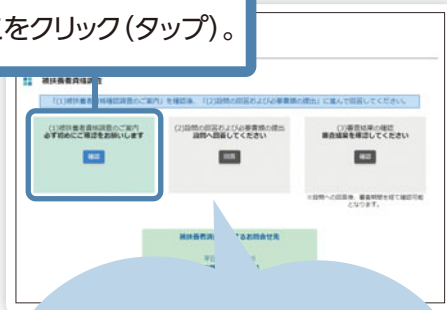 をクリック（タップ）。
被扶養者資格調査
「(1)被扶養者資格確認調査のご案内」を確認後、「(2)設問の回答および必要書類の提出」に進んで回答してください。
(1)被扶養者資格確認調査のご案内
必ず初めにご確認をお願いします
確認
(2)設問の回答および必要書類の提出
設問へ回答してください
回答
(3)審査結果の確認
審査結果を確認してください
確認
※設問への回答後、審査期間を経て確認可能
となります。
被扶養者
するお問合せ先